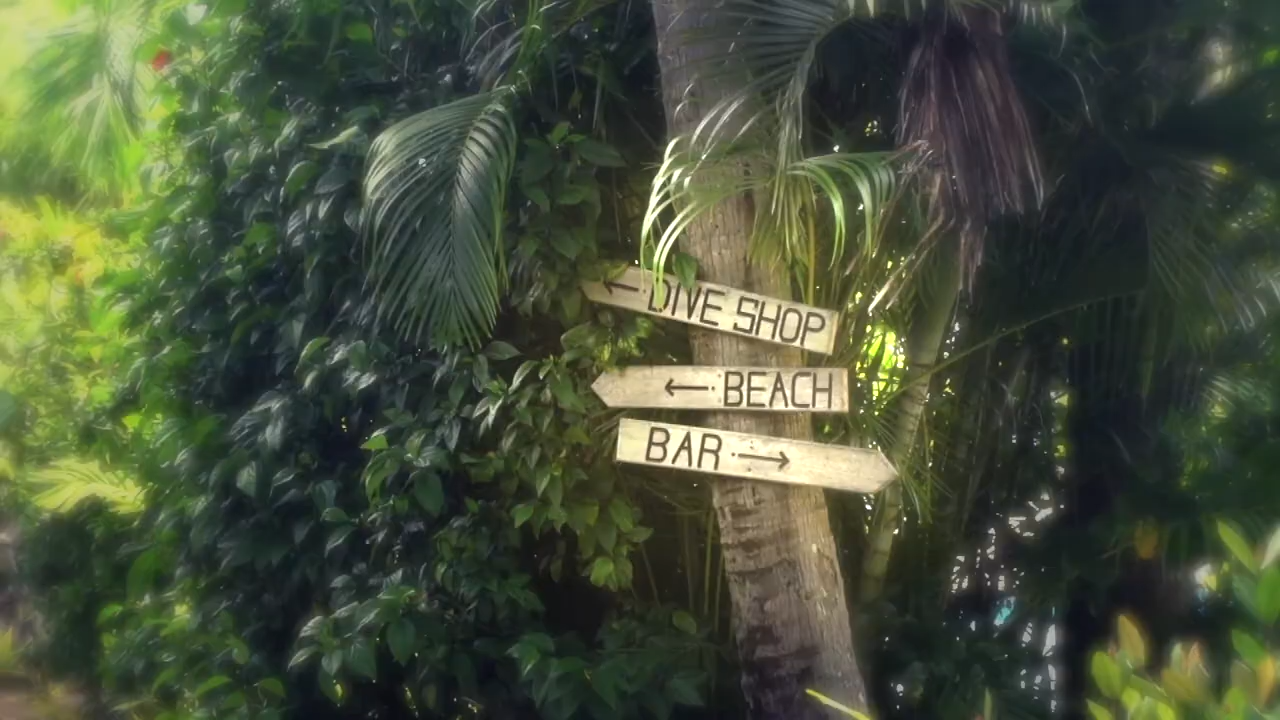 ← DIVE SHOP
← BEACH
BAR →